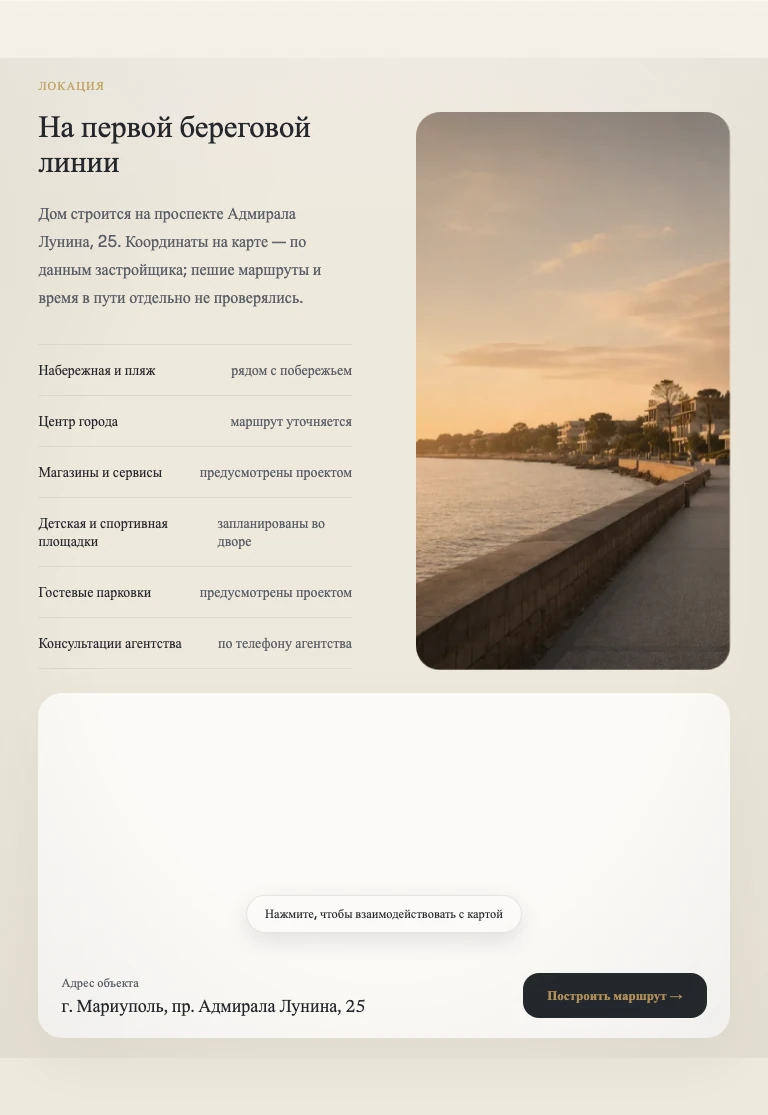 ЛОКАЦИЯ
На первой береговой
линии
Дом строится на проспекте Адмирала
Лунина, 25. Координаты на карте — по
данным застройщика; пешие маршруты и
время в пути отдельно не проверялись.
Набережная и пляж рядом с побережьем
Центр города маршрут уточняется
Магазины и сервисы предусмотрены проектом
Детская и спортивная запланированы во
площадки дворе
Гостевые парковки предусмотрены проектом
Консультации агентства по телефону агентства
Нажмите, чтобы взаимодействовать с картой
Адрес объекта
г. Мариуполь, пр. Адмирала Лунина, 25
Построить маршрут →